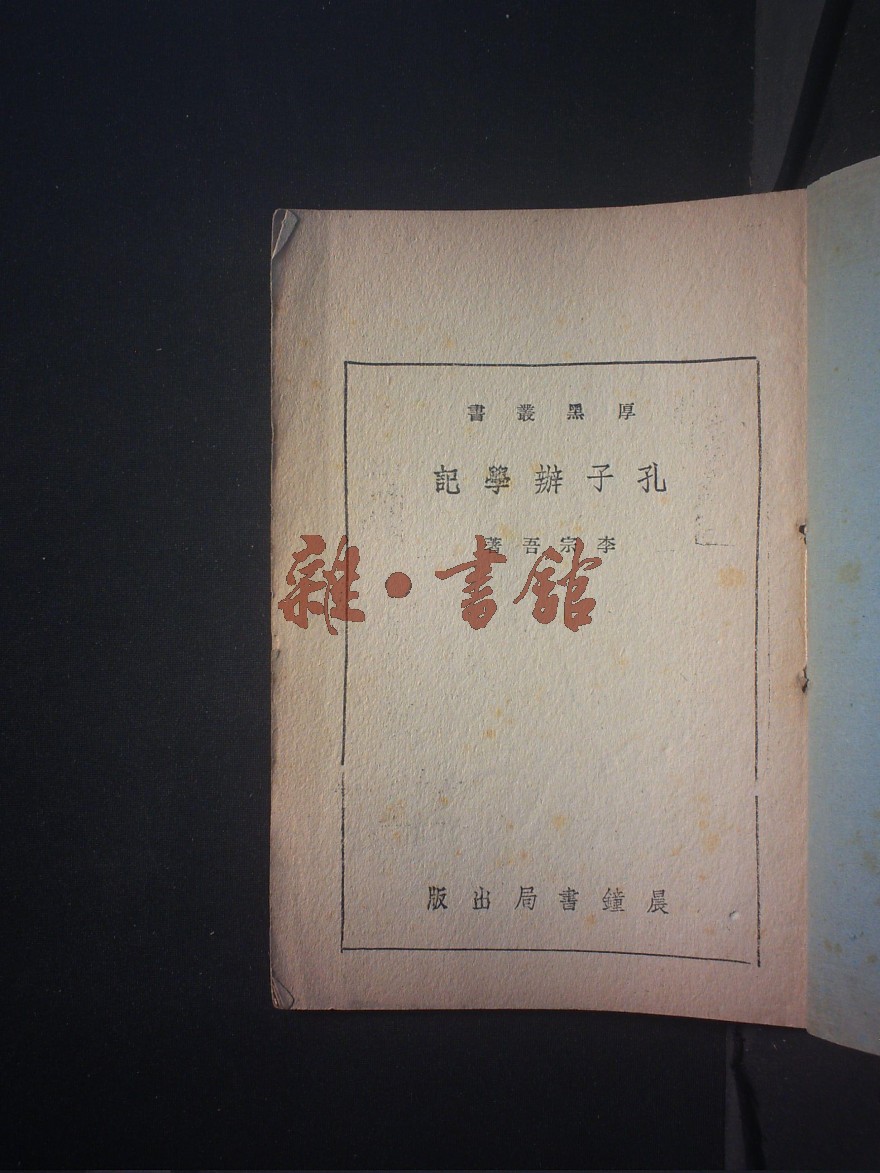 厚黑叢書
孔子辦學記
李宗吾著
雜·書館
晨鐘書局出版